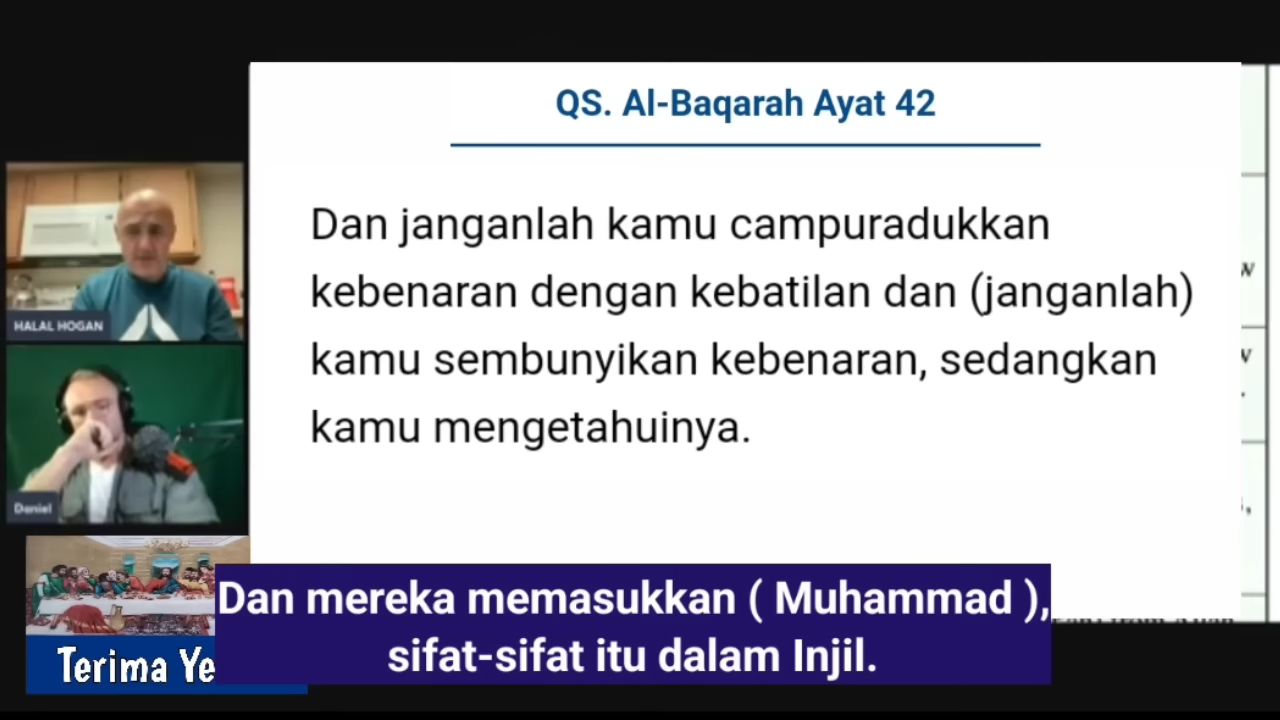 QS. Al-Baqarah Ayat 42
Dan janganlah kamu campuradukkan
kebenaran dengan kebatilan dan (janganlah)
kamu sembunyikan kebenaran, sedangkan
kamu mengetahuinya.
HALAL HOGAN
Daniel
Dan mereka memasukkan ( Muhammad ),
sifat-sifat itu dalam Injil.
Terima Ye